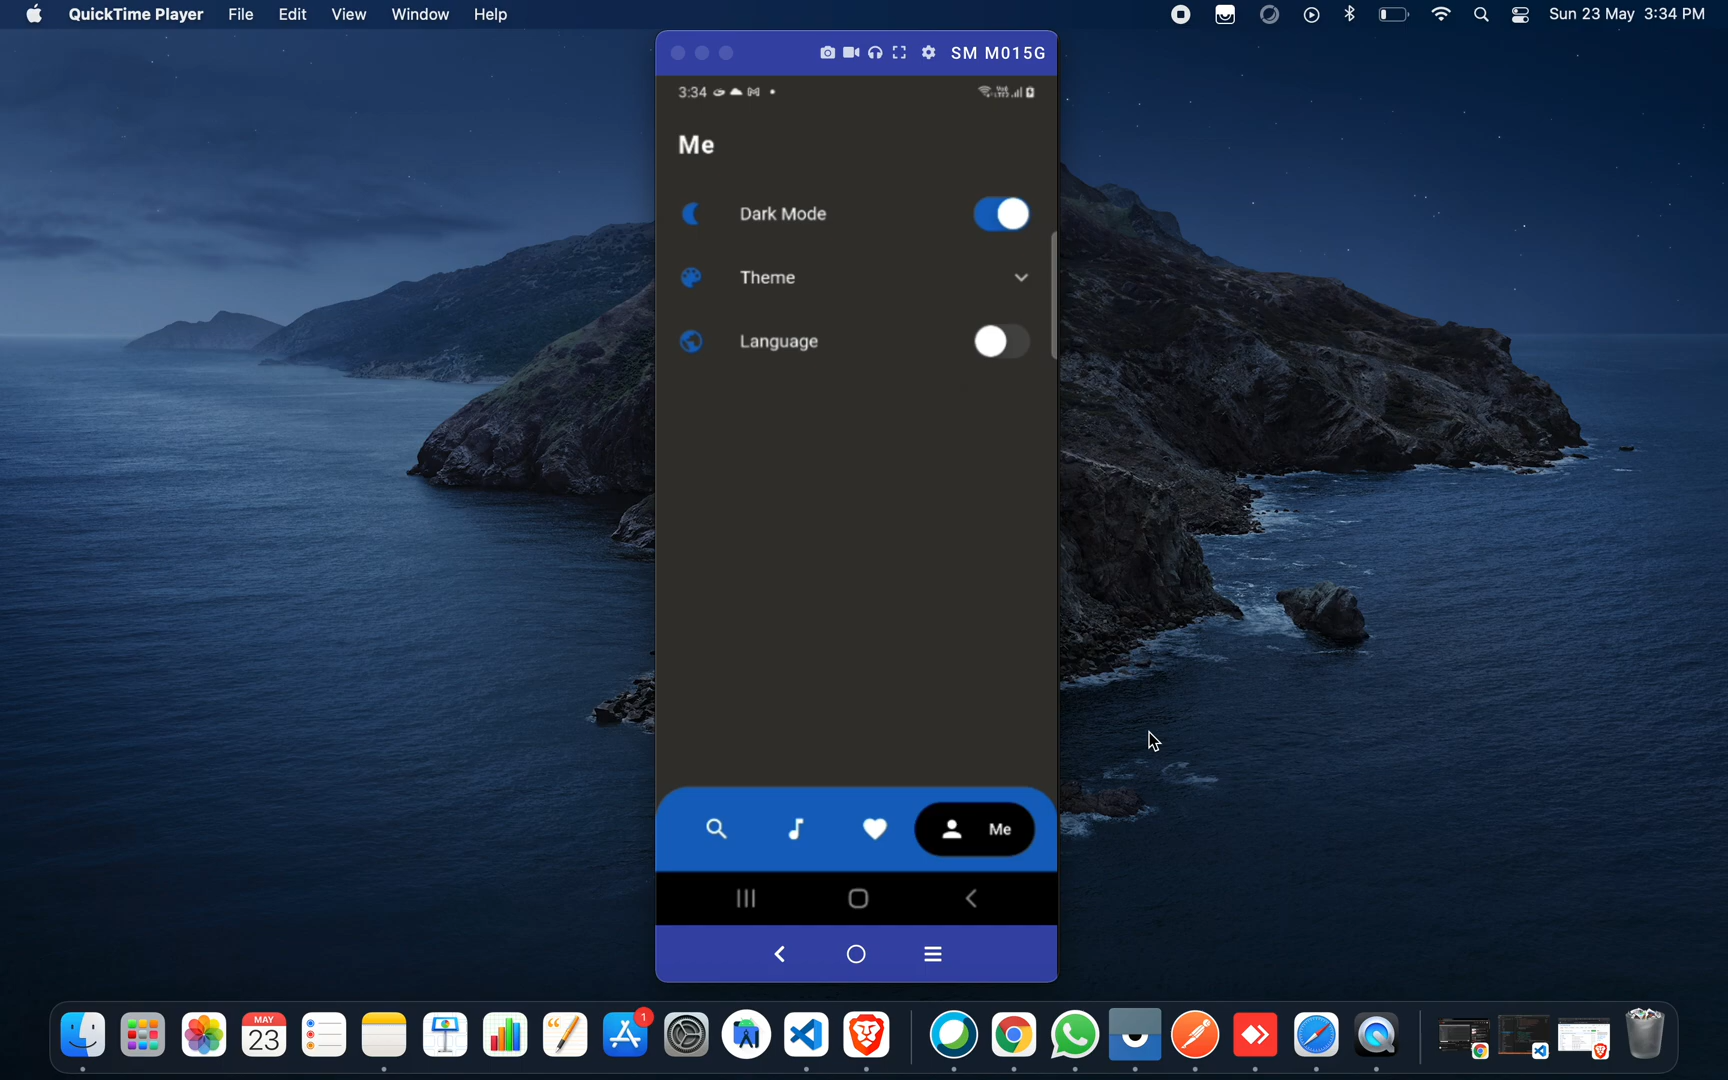 QuickTime Player File Edit View Window Help Sun 23 May 3:34 PM
SM M015G
3:34
Me
Dark Mode
Theme
Language
Me
MAY
23
1